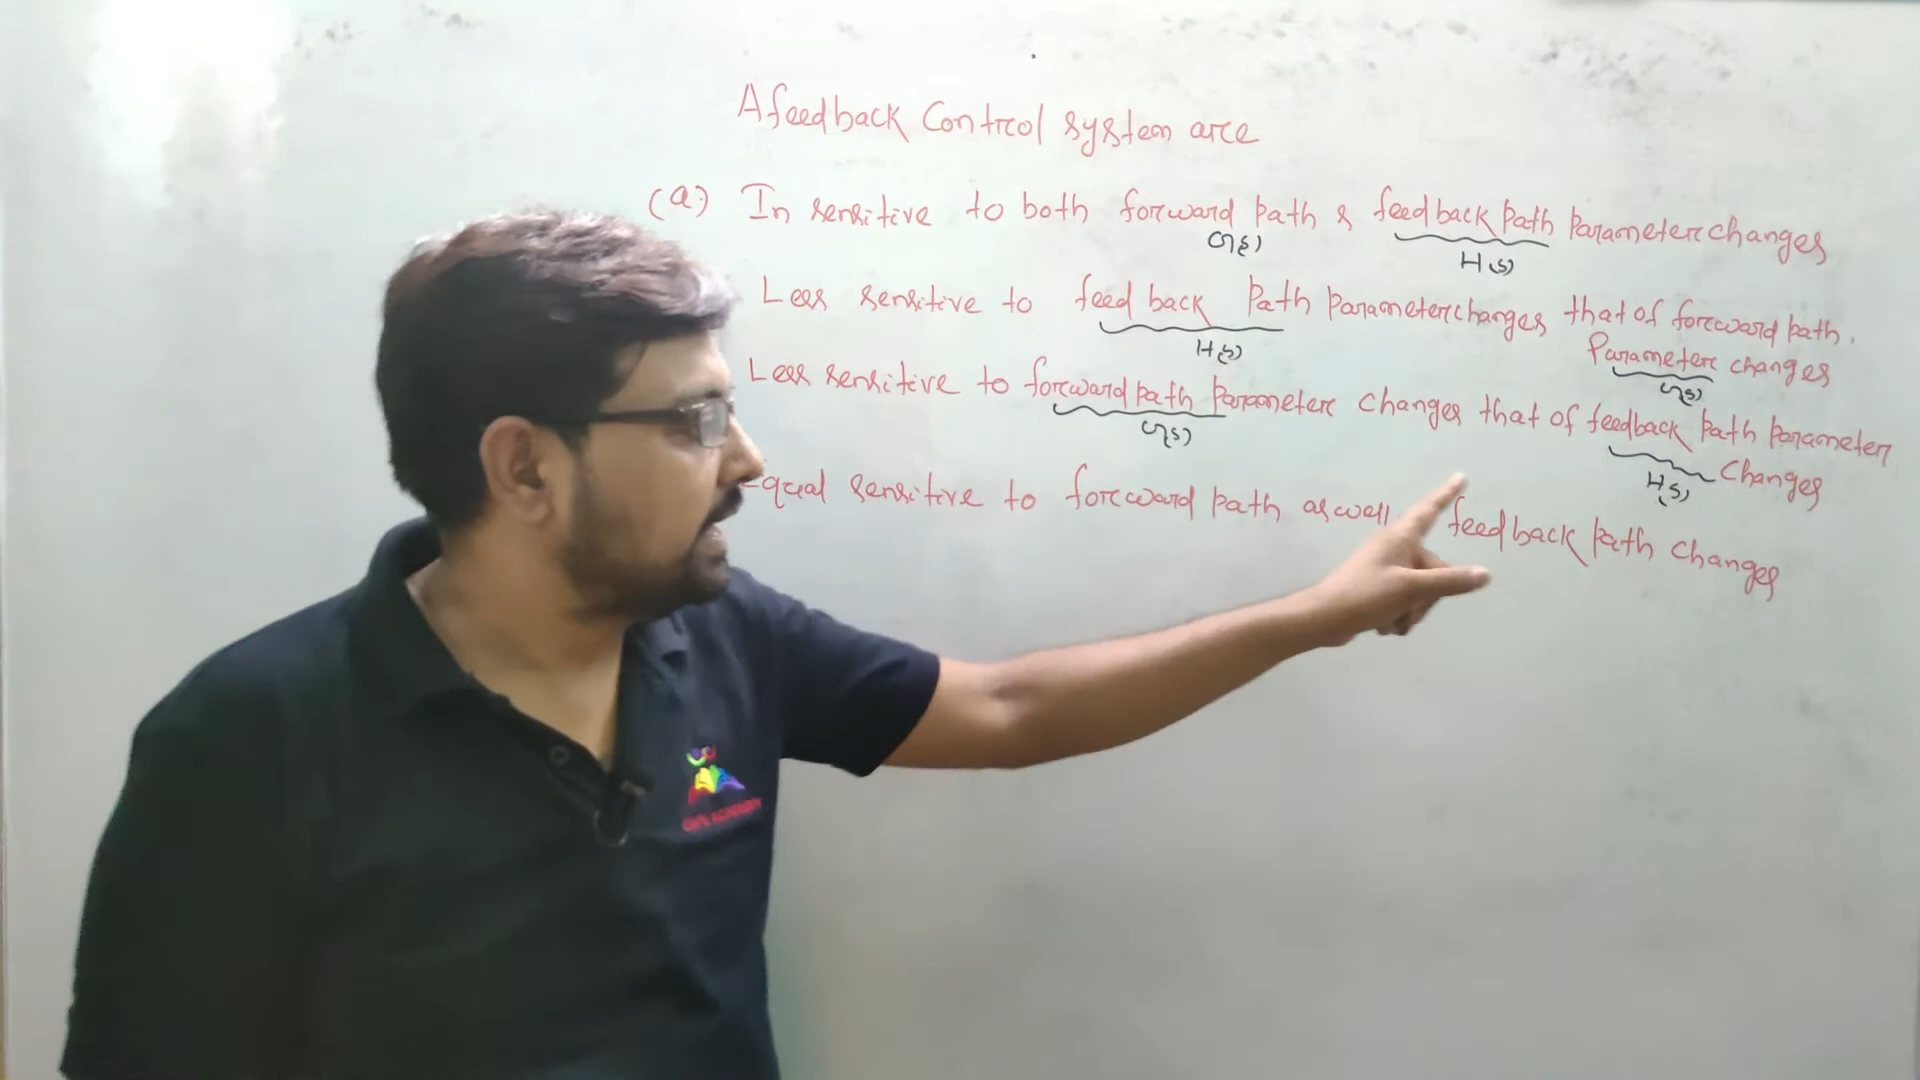 A feedback Control system are
(a) In sensitive to both forward path & feedback path Parameter changes
G(s) H(s)
Less sensitive to feed back Path Parameter changes that of forward path.
H(s) Parameter changes
G(s)
Less sensitive to forward path Parameter changes that of feedback path Parameter
G(s) H(s) Changes
Equal sensitive to forward path as well feedback path changes